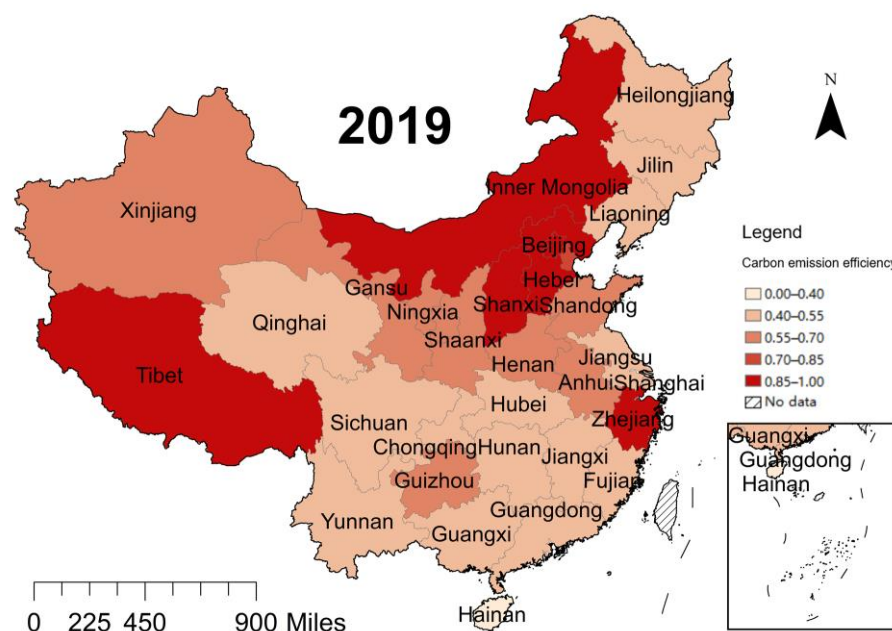 2019
N
Heilongjiang
Jilin
Xinjiang
Inner Mongolia
Liaoning
Legend
Beijing
Carbon emission efficiency
Hebei
Gansu
0.00–0.40
Shanxi
Shandong
Ningxia
0.40–0.55
Qinghai
0.55–0.70
Shaanxi
0.70–0.85
Henan
Jiangsu
0.85–1.00
Tibet
Anhui
Shanghai
No data
Hubei
Sichuan
Zhejiang
Chongqing
Hunan
Jiangxi
Guizhou
Fujian
Guangdong
Yunnan
Guangxi
Guangxi
Guangdong
Hainan
0 225 450 900 Miles
Hainan